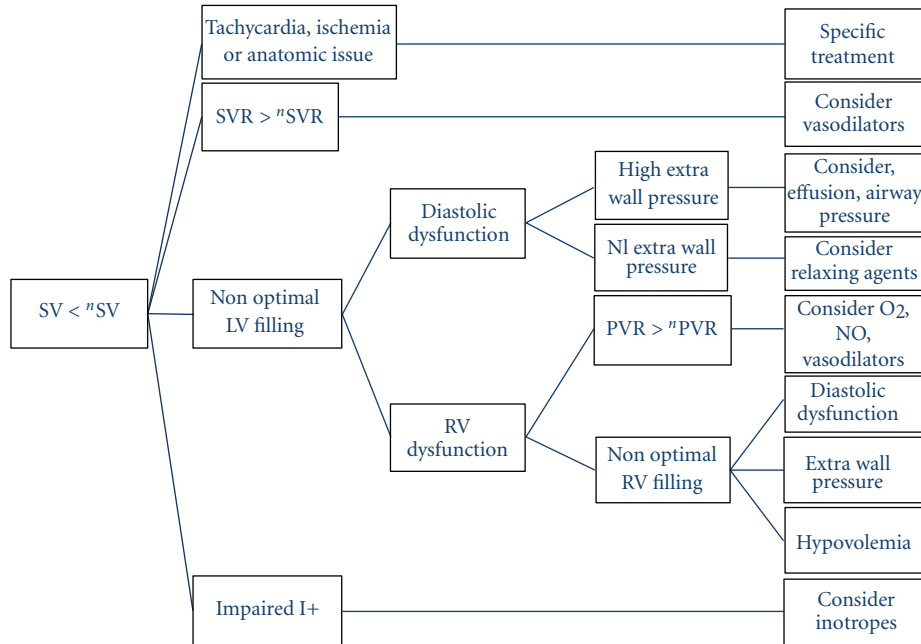 Tachycardia, ischemia
or anatomic issue
Specific
treatment
SVR > ⁿSVR
Consider
vasodilators
High extra
wall pressure
Consider,
effusion, airway
pressure
Diastolic
dysfunction
Nl extra wall
pressure
Consider
relaxing agents
SV < ⁿSV
Non optimal
LV filling
PVR > ⁿPVR
Consider O2,
NO,
vasodilators
RV
dysfunction
Non optimal
RV filling
Diastolic
dysfunction
Extra wall
pressure
Hypovolemia
Impaired I+
Consider
inotropes